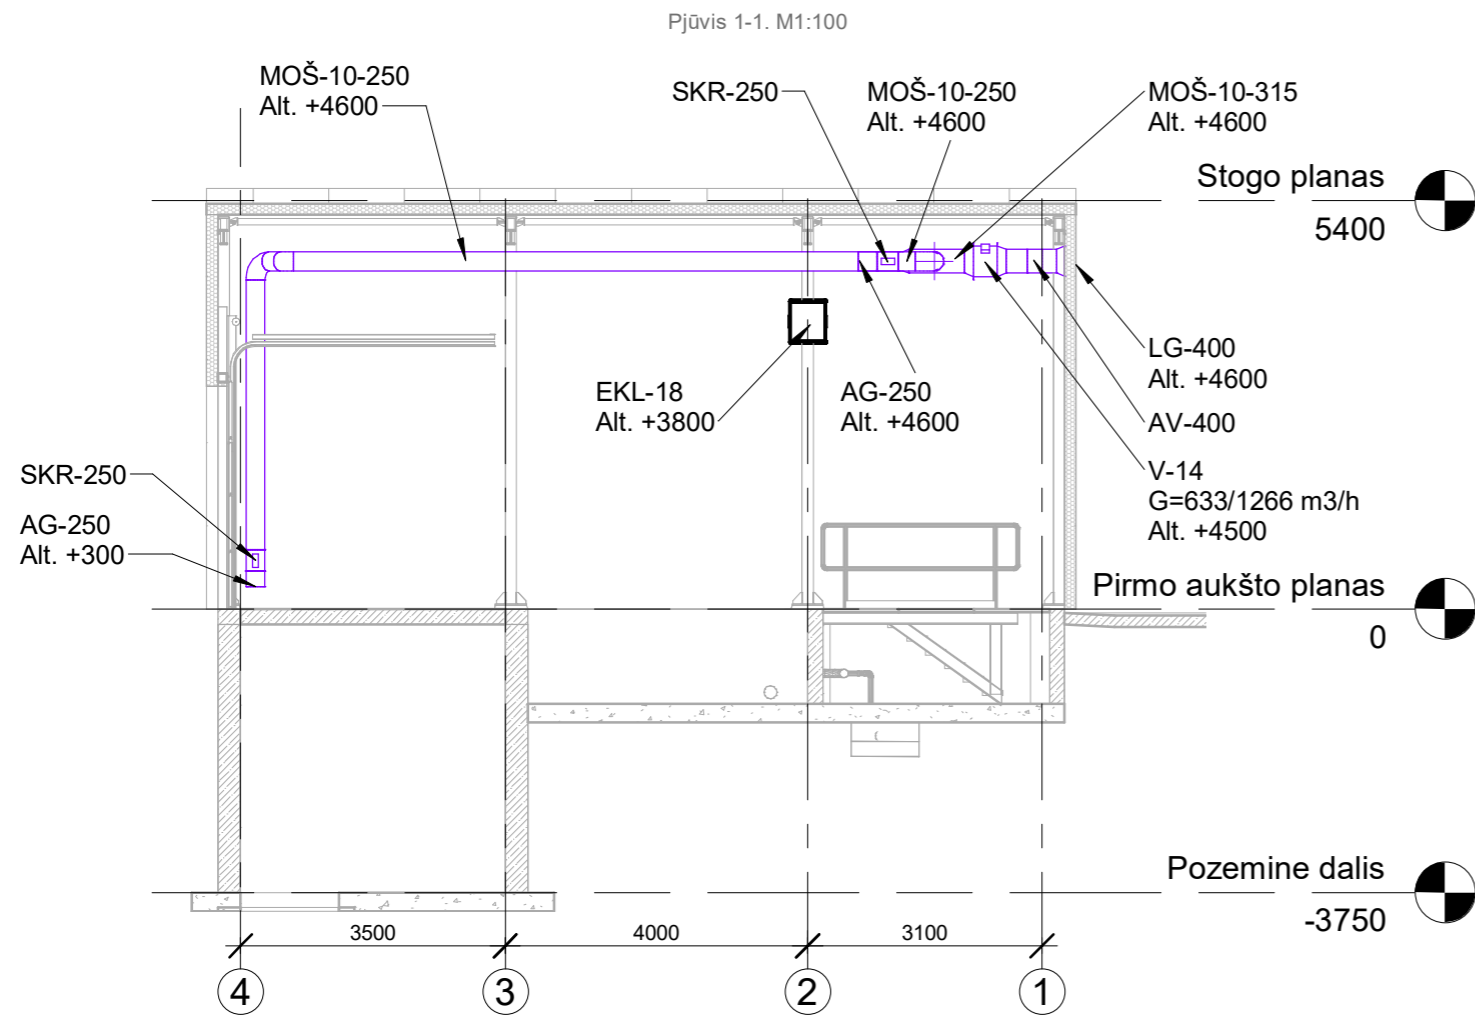 Pjūvis 1-1. M1:100
MOŠ-10-250
Alt. +4600
SKR-250
MOŠ-10-250
Alt. +4600
MOŠ-10-315
Alt. +4600
Stogo planas
5400
LG-400
Alt. +4600
EKL-18
Alt. +3800
AG-250
Alt. +4600
AV-400
SKR-250
V-14
G=633/1266 m3/h
Alt. +4500
AG-250
Alt. +300
Pirmo aukšto planas
0
Pozemine dalis
-3750
3500
4000
3100
4
3
2
1